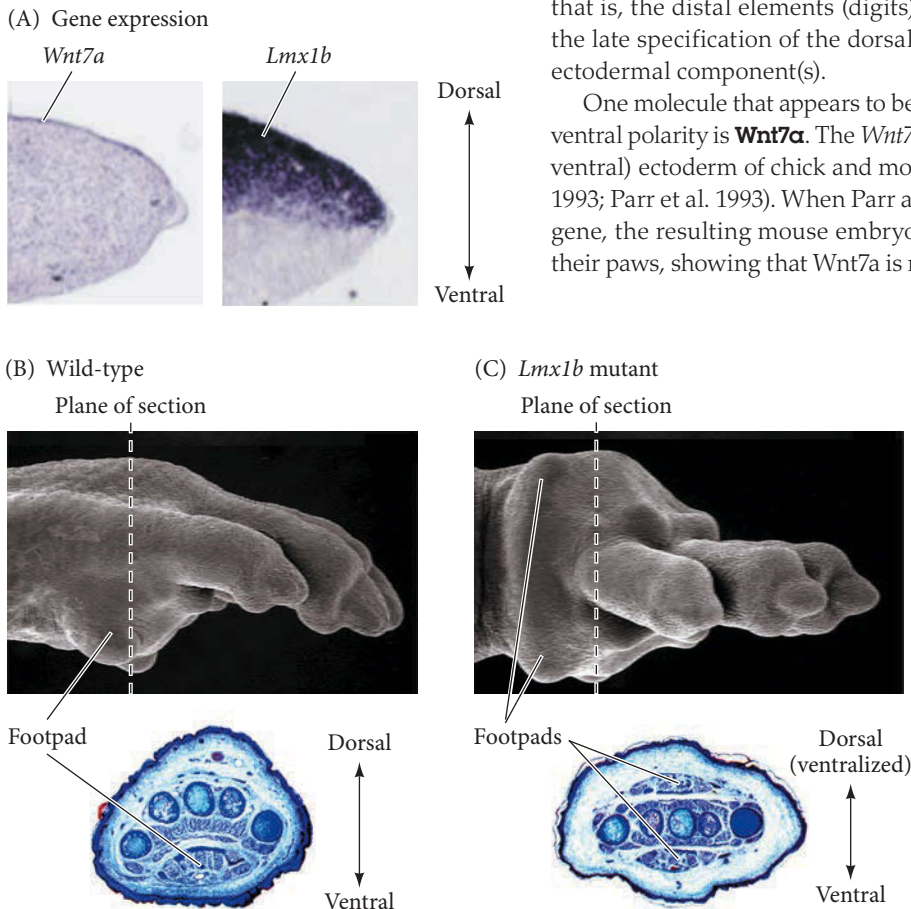 (A) Gene expression
Wnt7a
Lmx1b
Dorsal
Ventral
that is, the distal elements (digits)
the late specification of the dorsal
ectodermal component(s).
One molecule that appears to be
ventral polarity is Wnt7a. The Wnt7
ventral) ectoderm of chick and mo
1993; Parr et al. 1993). When Parr a
gene, the resulting mouse embryo
their paws, showing that Wnt7a is r
(B) Wild-type
Plane of section
Footpad
Dorsal
Ventral
(C) Lmx1b mutant
Plane of section
Footpads
Dorsal
(ventralized)
Ventral